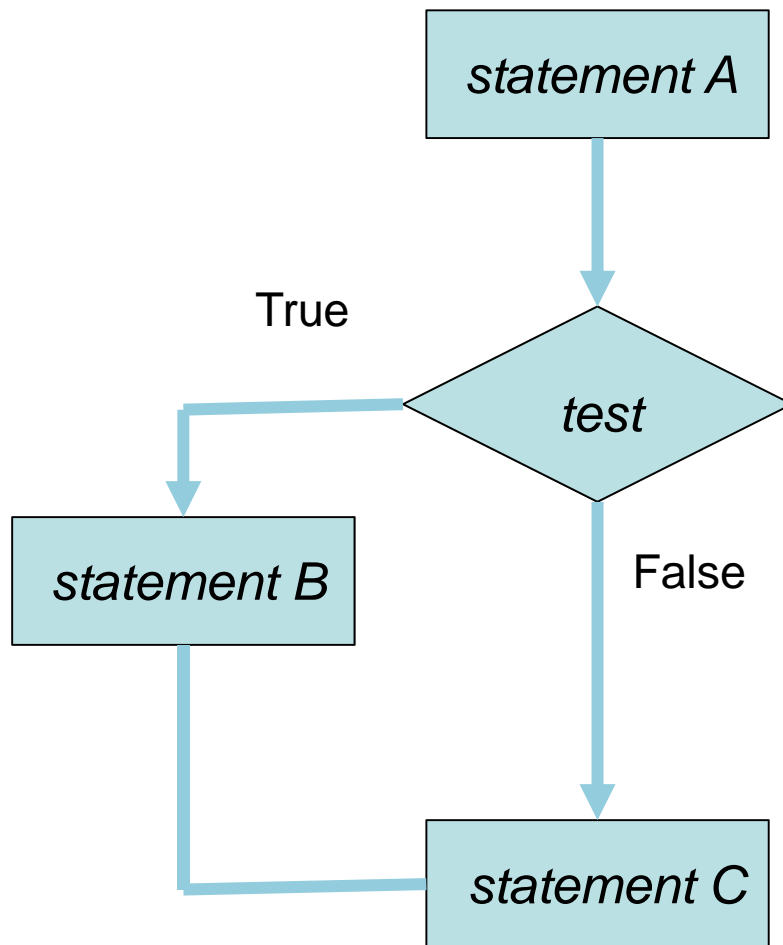 statement A
True
test
statement B
False
statement C